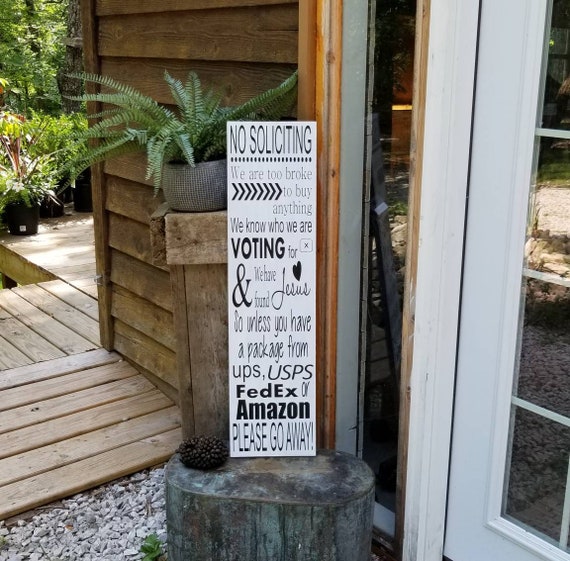 NO SOLICITING
We are too broke
to buy
anything
We know who we are
VOTING for
& We have
found Jesus
So unless you have
a package from
ups, USPS
FedEx or
Amazon
PLEASE GO AWAY!